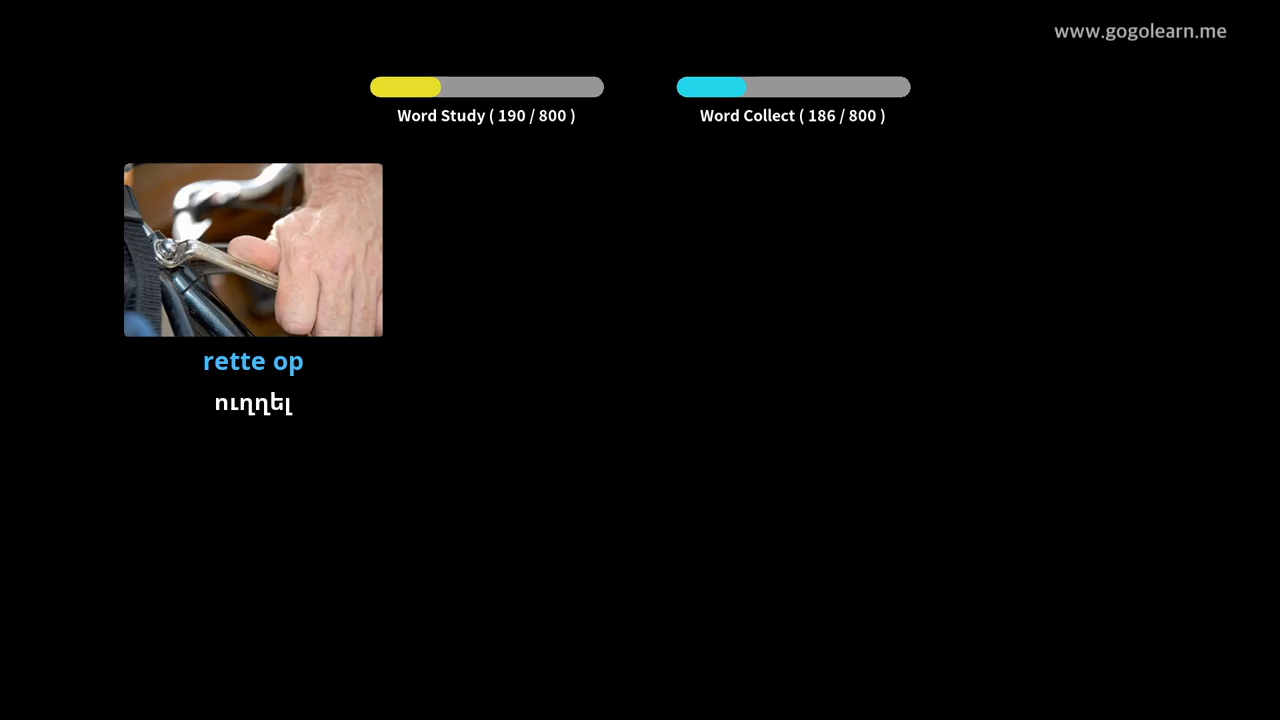 www.gogolearn.me
Word Study ( 190 / 800 )
Word Collect ( 186 / 800 )
rette op
ուղղել